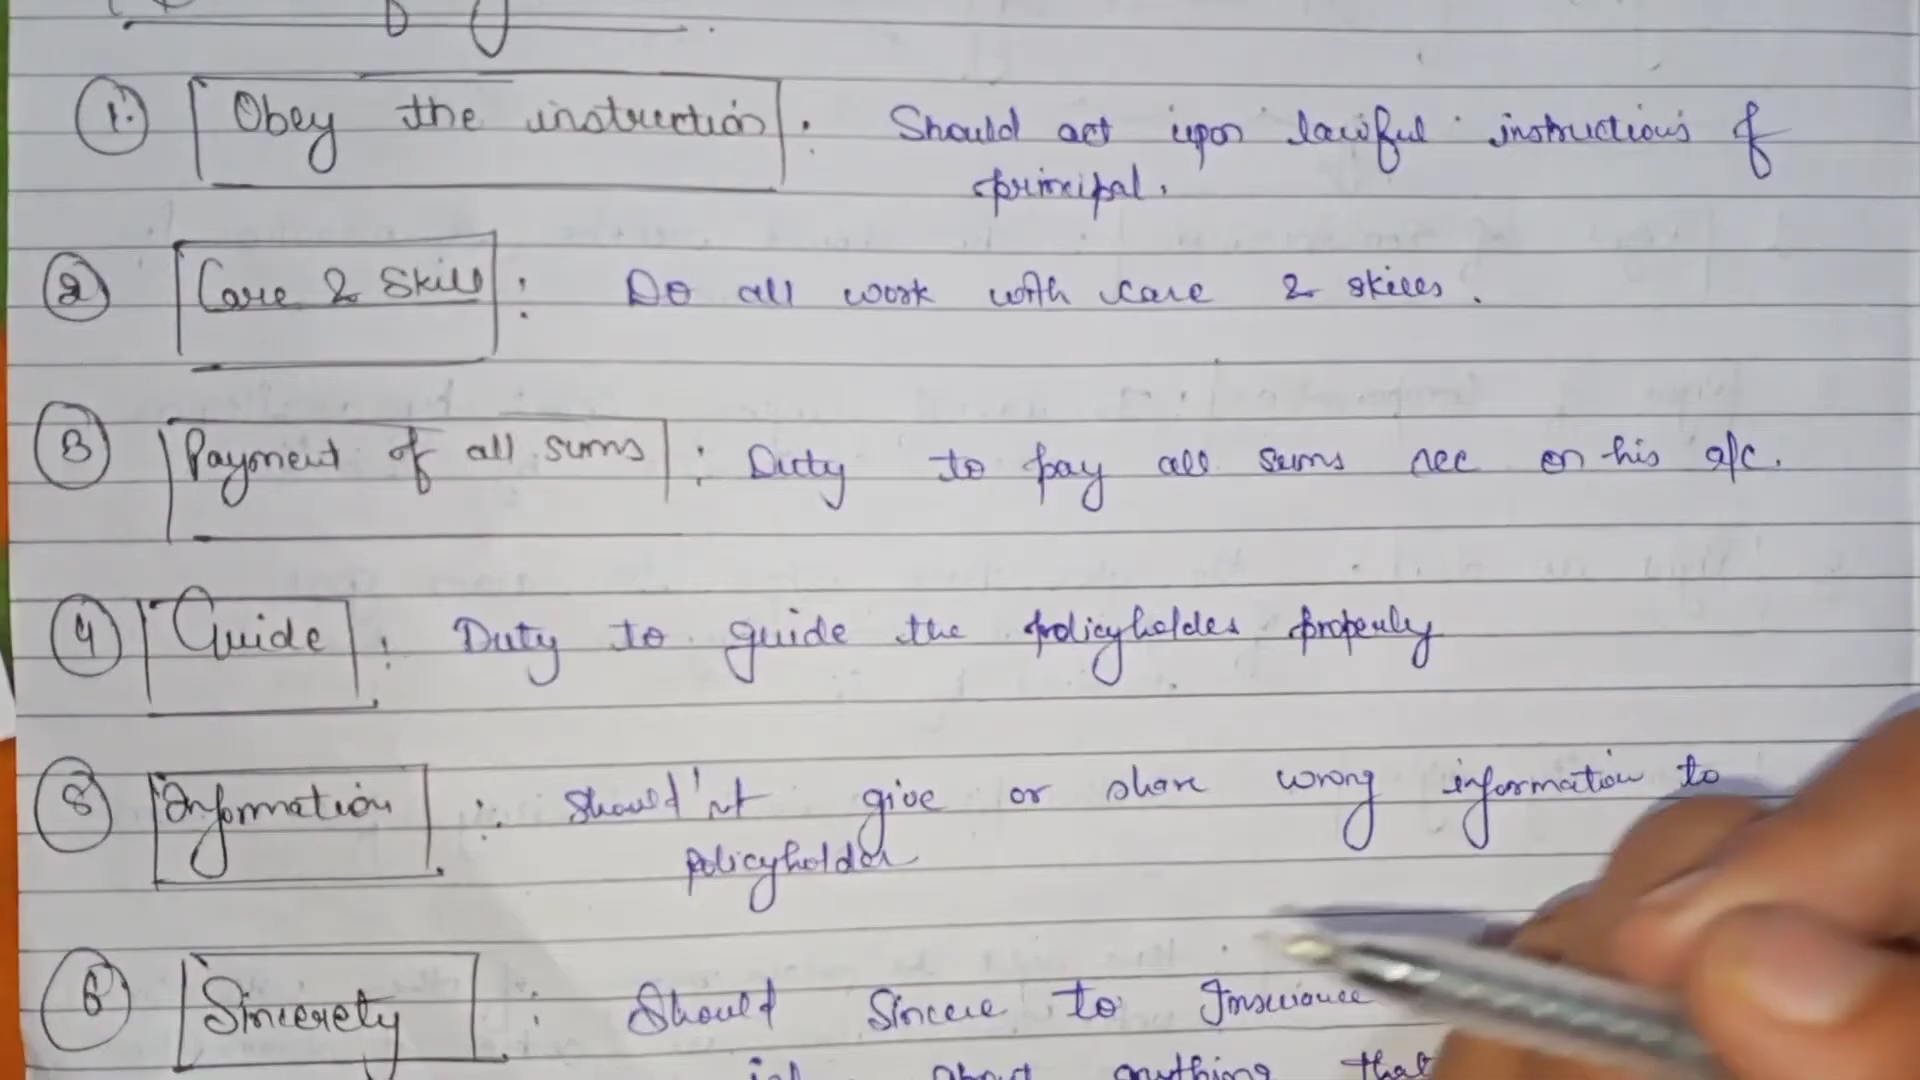 1. Obey the instruction : Should act upon lawful instructions of
principal.
2 Care & Skill : Do all work with care & skills.
3 Payment of all sums : Duty to pay all sums rec on his a/c.
4 Guide : Duty to guide the policyholder properly
5 Information : Should'nt give or share wrong information to
policyholder
6 Sincerety : Should Sincere to Insurance
about anything that